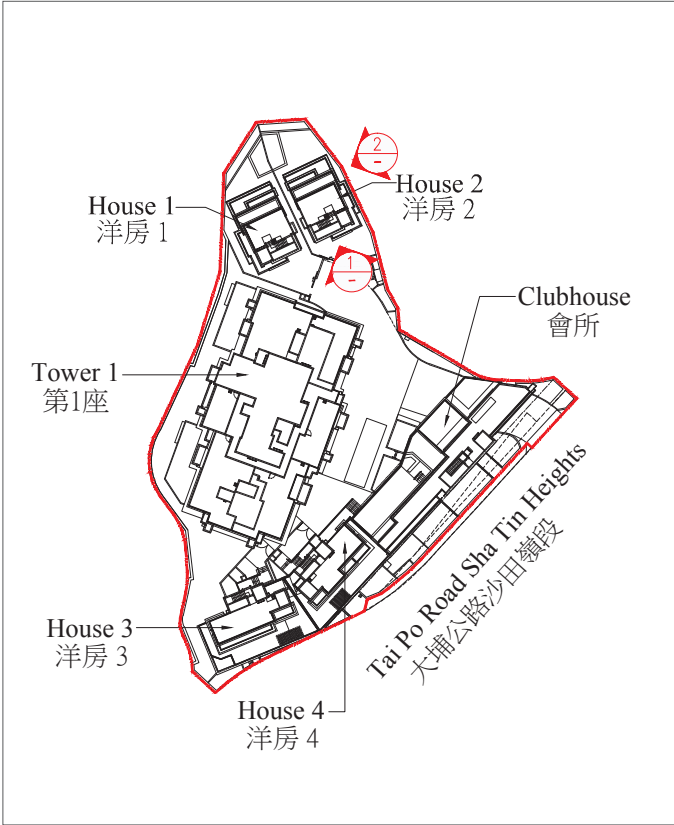 2
-
House 1
洋房 1
House 2
洋房 2
1
-
Clubhouse
會所
Tower 1
第1座
Tai Po Road Sha Tin Heights
大埔公路沙田嶺段
House 3
洋房 3
House 4
洋房 4